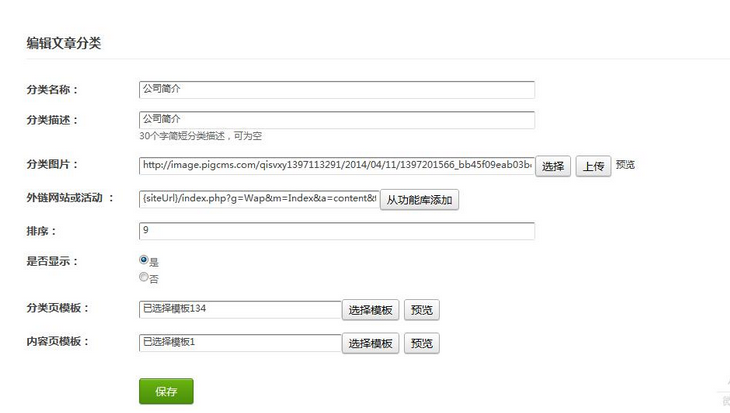 编辑文章分类
分类名称： 公司简介
分类描述： 公司简介
30个字简短分类描述，可为空
分类图片： http://image.pigcms.com/qisvxy1397113291/2014/04/11/1397201566_bb45f09eab03b 选择 上传 预览
外链网站或活动 ： {siteUrl}/index.php?g=Wap&m=Index&a=content& 从功能库添加
排序： 9
是否显示： 是
否
分类页模板： 已选择模板134 选择模板 预览
内容页模板： 已选择模板1 选择模板 预览
保存